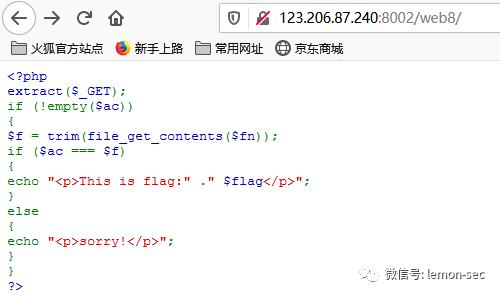 123.206.87.240:8002/web8/
火狐官方站点 新手上路 常用网址 京东商城
<?php
extract($_GET);
if (!empty($ac))
{
$f = trim(file_get_contents($fn));
if ($ac === $f)
{
echo "<p>This is flag:" ." $flag</p>";
}
else
{
echo "<p>sorry!</p>";
}
}
?>
微信号: lemon-sec